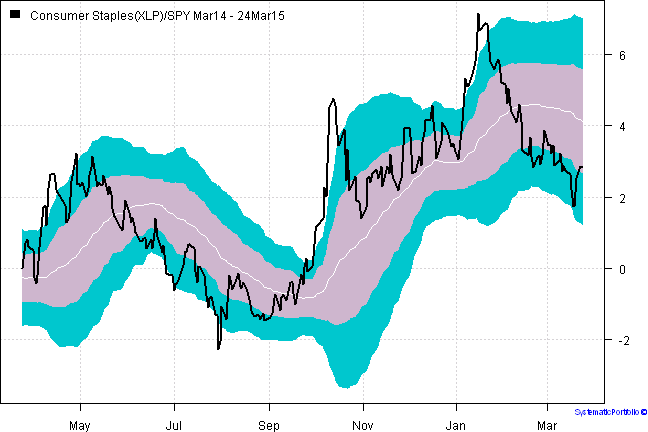 Consumer Staples(XLP)/SPY Mar14 - 24Mar15
6
4
2
0
-2
SystematicPortfolio ©
May Jul Sep Nov Jan Mar